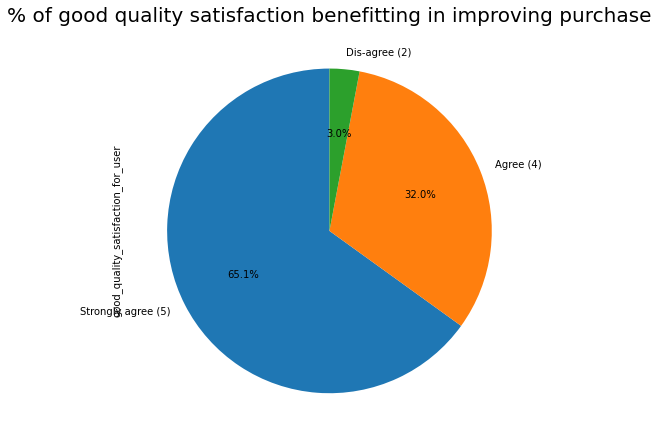 % of good quality satisfaction benefitting in improving purchase
Dis-agree (2)
3.0%
Agree (4)
32.0%
good_quality_satisfaction_for_user
65.1%
Strongly agree (5)